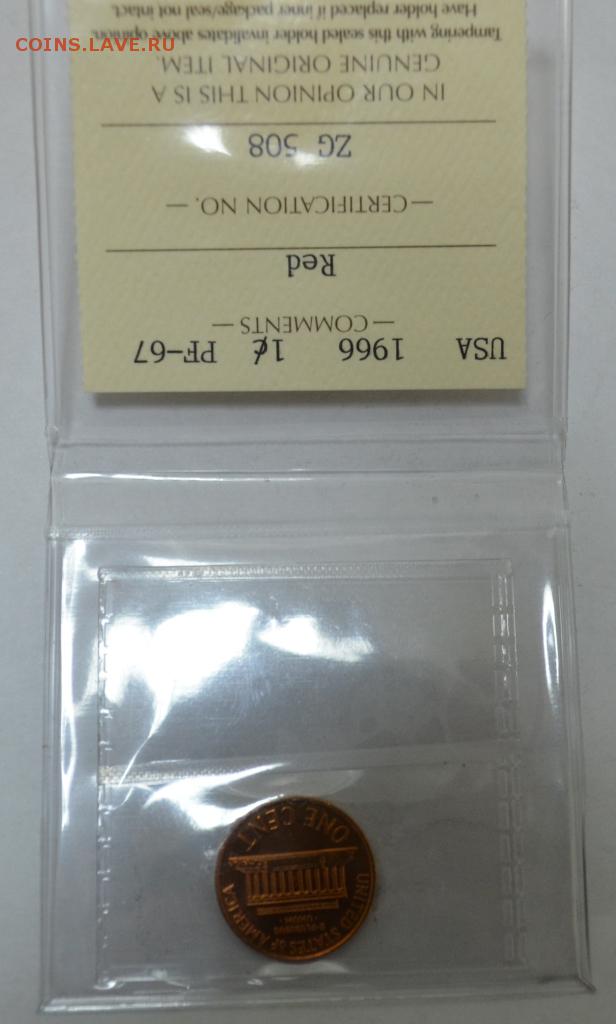 COINS.LAVE.RU
USA 1966 1¢ PF-67
— COMMENTS —
Red
— CERTIFICATION NO. —
ZG 508
IN OUR OPINION THIS IS A
GENUINE ORIGINAL ITEM.
Tampering with this sealed holder invalidates above opinion.
Have holder replaced if inner package/seal not intact.
UNITED STATES OF AMERICA
E·PLURIBUS
·UNUM·
ONE CENT